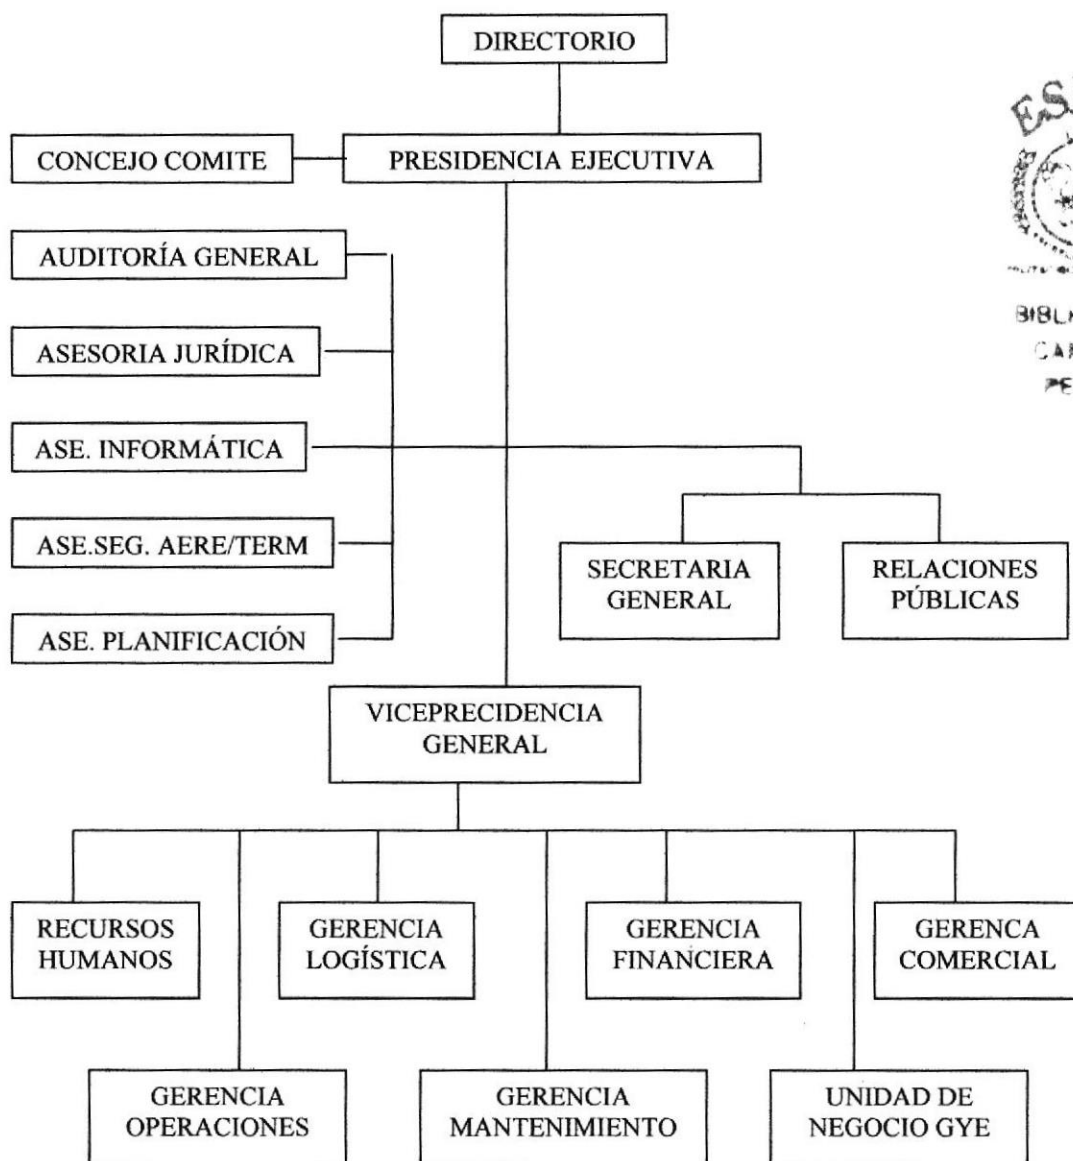 DIRECTORIO
CONCEJO COMITE
PRESIDENCIA EJECUTIVA
AUDITORÍA GENERAL
ASESORIA JURÍDICA
ASE. INFORMÁTICA
ASE.SEG. AERE/TERM
SECRETARIA
GENERAL
RELACIONES
PÚBLICAS
ASE. PLANIFICACIÓN
VICEPRECIDENCIA
GENERAL
RECURSOS
HUMANOS
GERENCIA
LOGÍSTICA
GERENCIA
FINANCIERA
GERENCA
COMERCIAL
GERENCIA
OPERACIONES
GERENCIA
MANTENIMIENTO
UNIDAD DE
NEGOCIO GYE